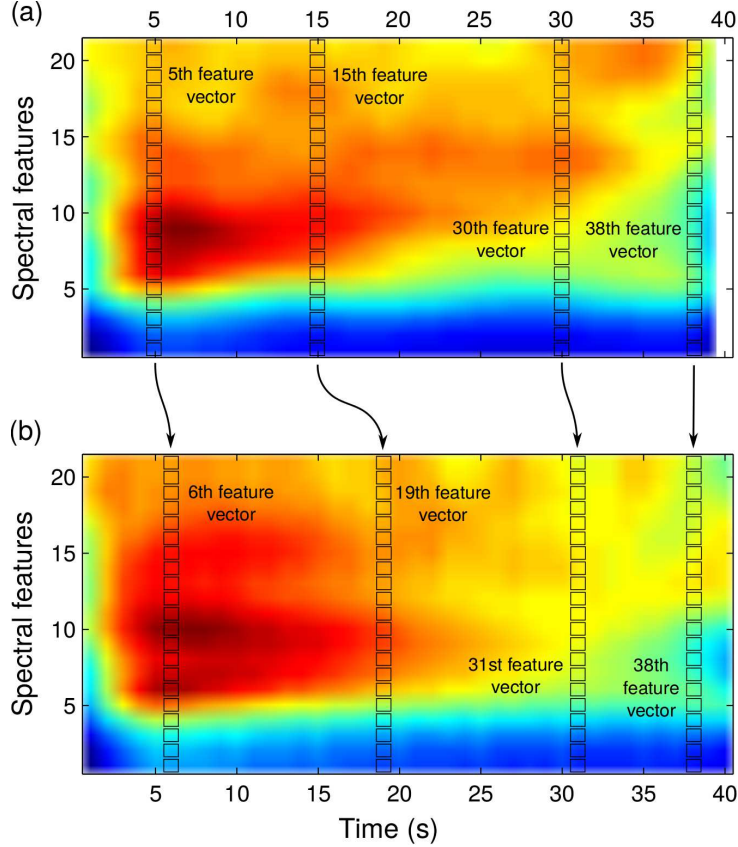 (a)
5 10 15 20 25 30 35 40
20
15
10
5
Spectral features
5th feature
vector
15th feature
vector
30th feature
vector
38th feature
vector
(b)
20
15
10
5
Spectral features
6th feature
vector
19th feature
vector
31st feature
vector
38th
feature
vector
5 10 15 20 25 30 35 40
Time (s)